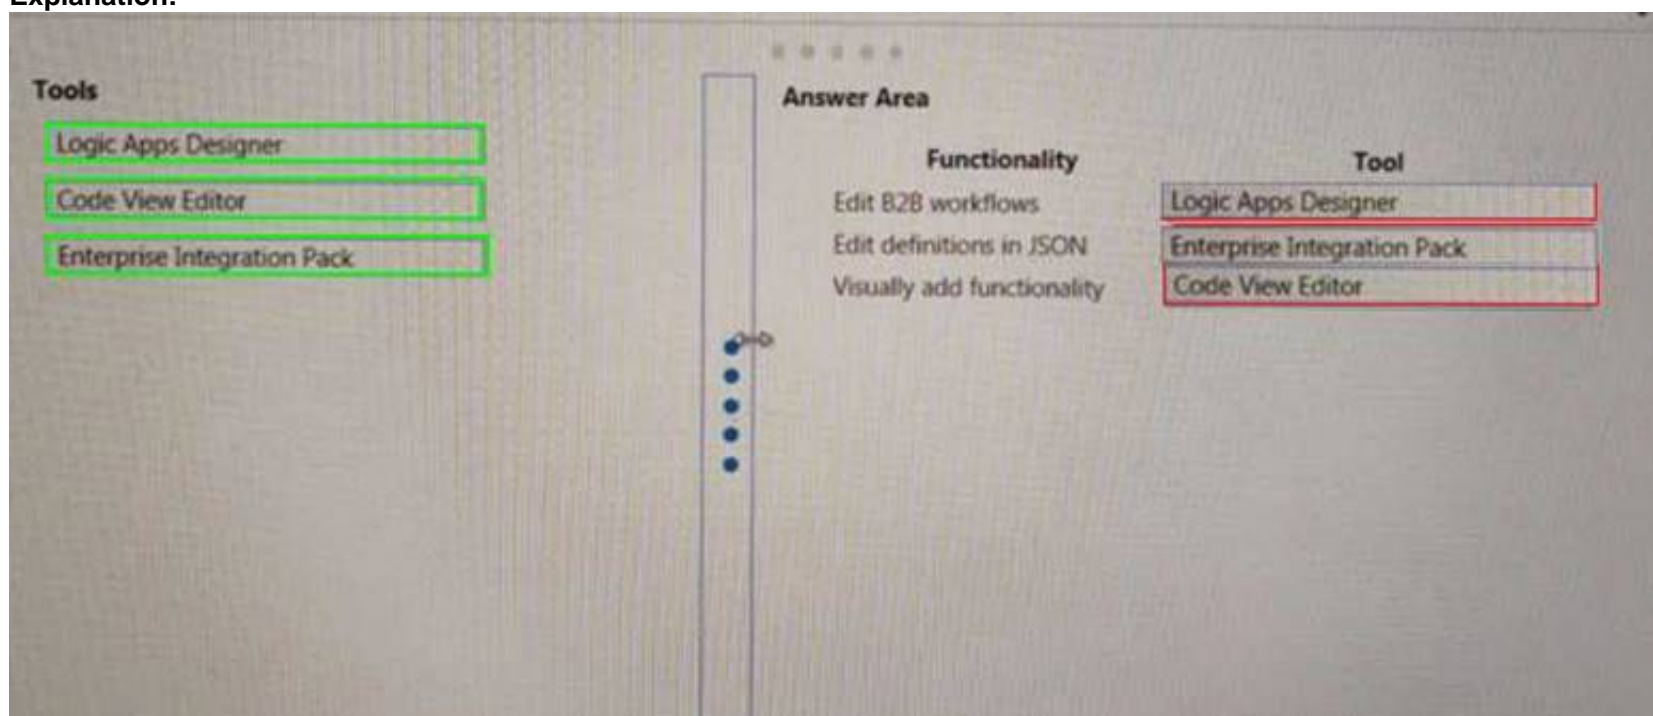 Explanation:
Tools
Logic Apps Designer
Code View Editor
Enterprise Integration Pack
Answer Area
Functionality Tool
Edit B2B workflows Logic Apps Designer
Edit definitions in JSON Enterprise Integration Pack
Visually add functionality Code View Editor